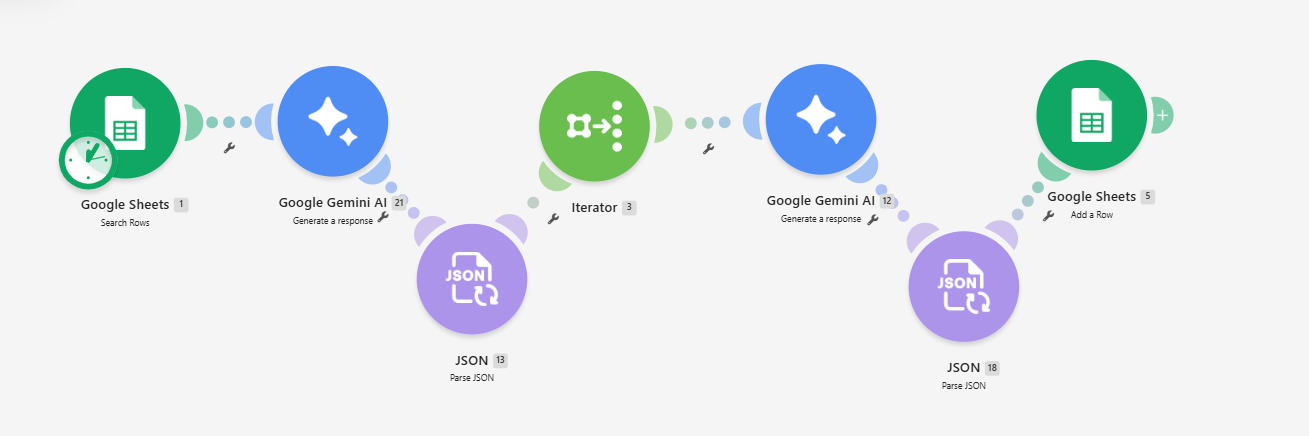 Google Sheets 1
Search Rows
Google Gemini AI 21
Generate a response
JSON
JSON 13
Parse JSON
Iterator 3
Google Gemini AI 12
Generate a response
JSON
JSON 18
Parse JSON
Google Sheets 5
Add a Row